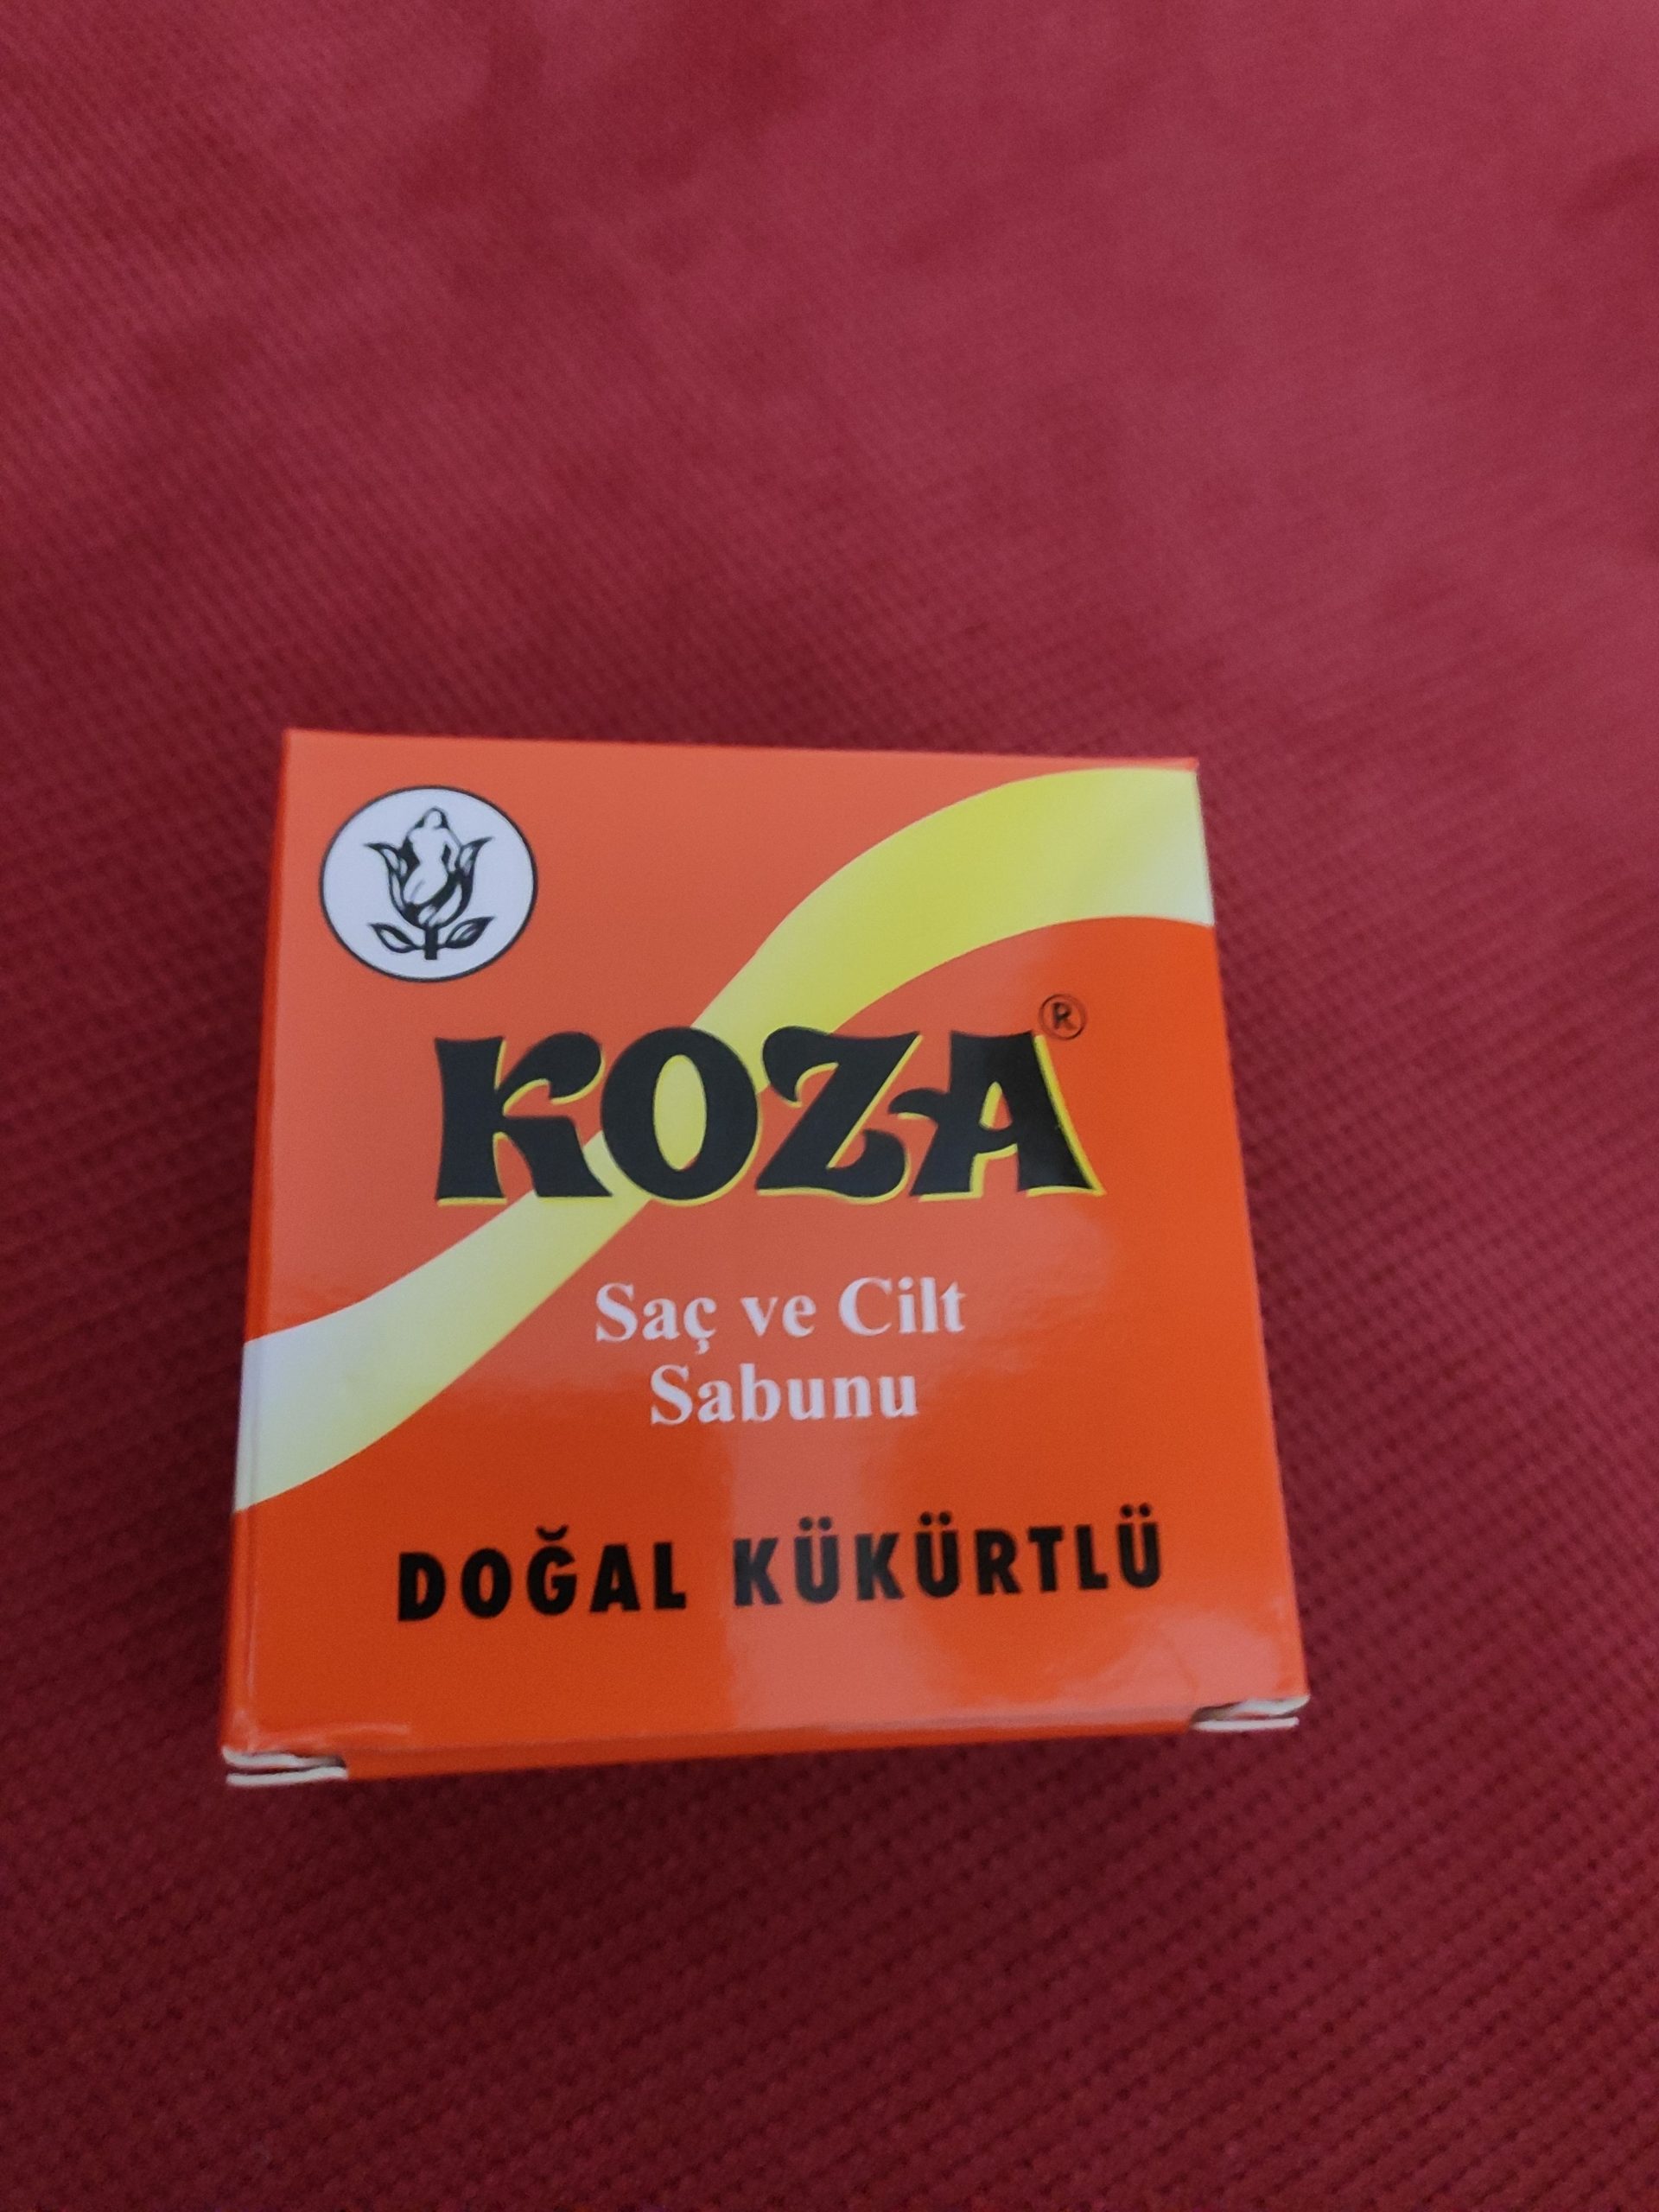 KOZA®
Saç ve Cilt
Sabunu
DOĞAL KÜKÜRTLÜ